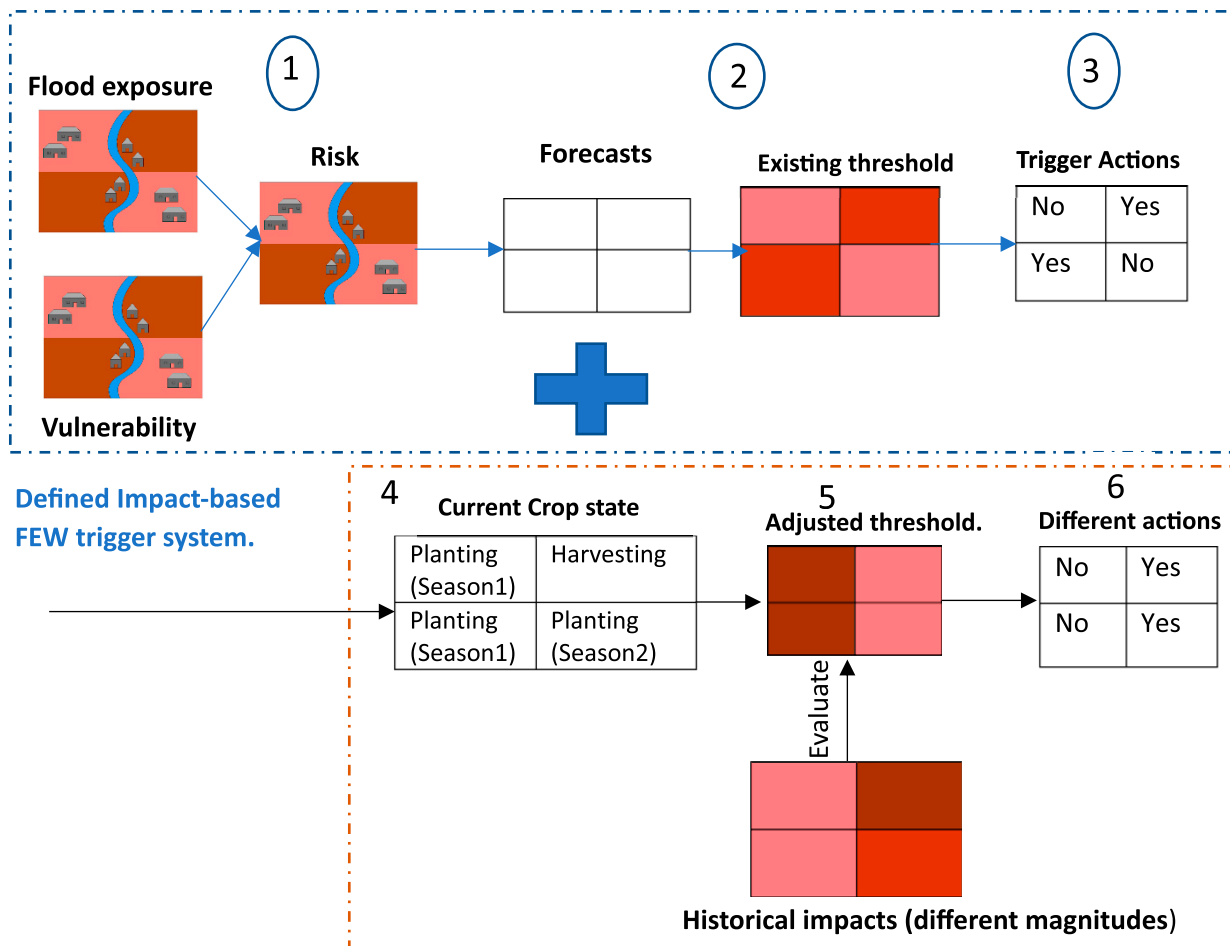 1
2
3
Flood exposure
Risk
Forecasts
Existing threshold
Trigger Actions
No
Yes
Yes
No
Vulnerability
Defined Impact-based
FEW trigger system.
4
Current Crop state
Planting
(Season1)
Harvesting
Planting
(Season1)
Planting
(Season2)
5
Adjusted threshold.
6
Different actions
No
Yes
No
Yes
Evaluate
Historical impacts (different magnitudes)